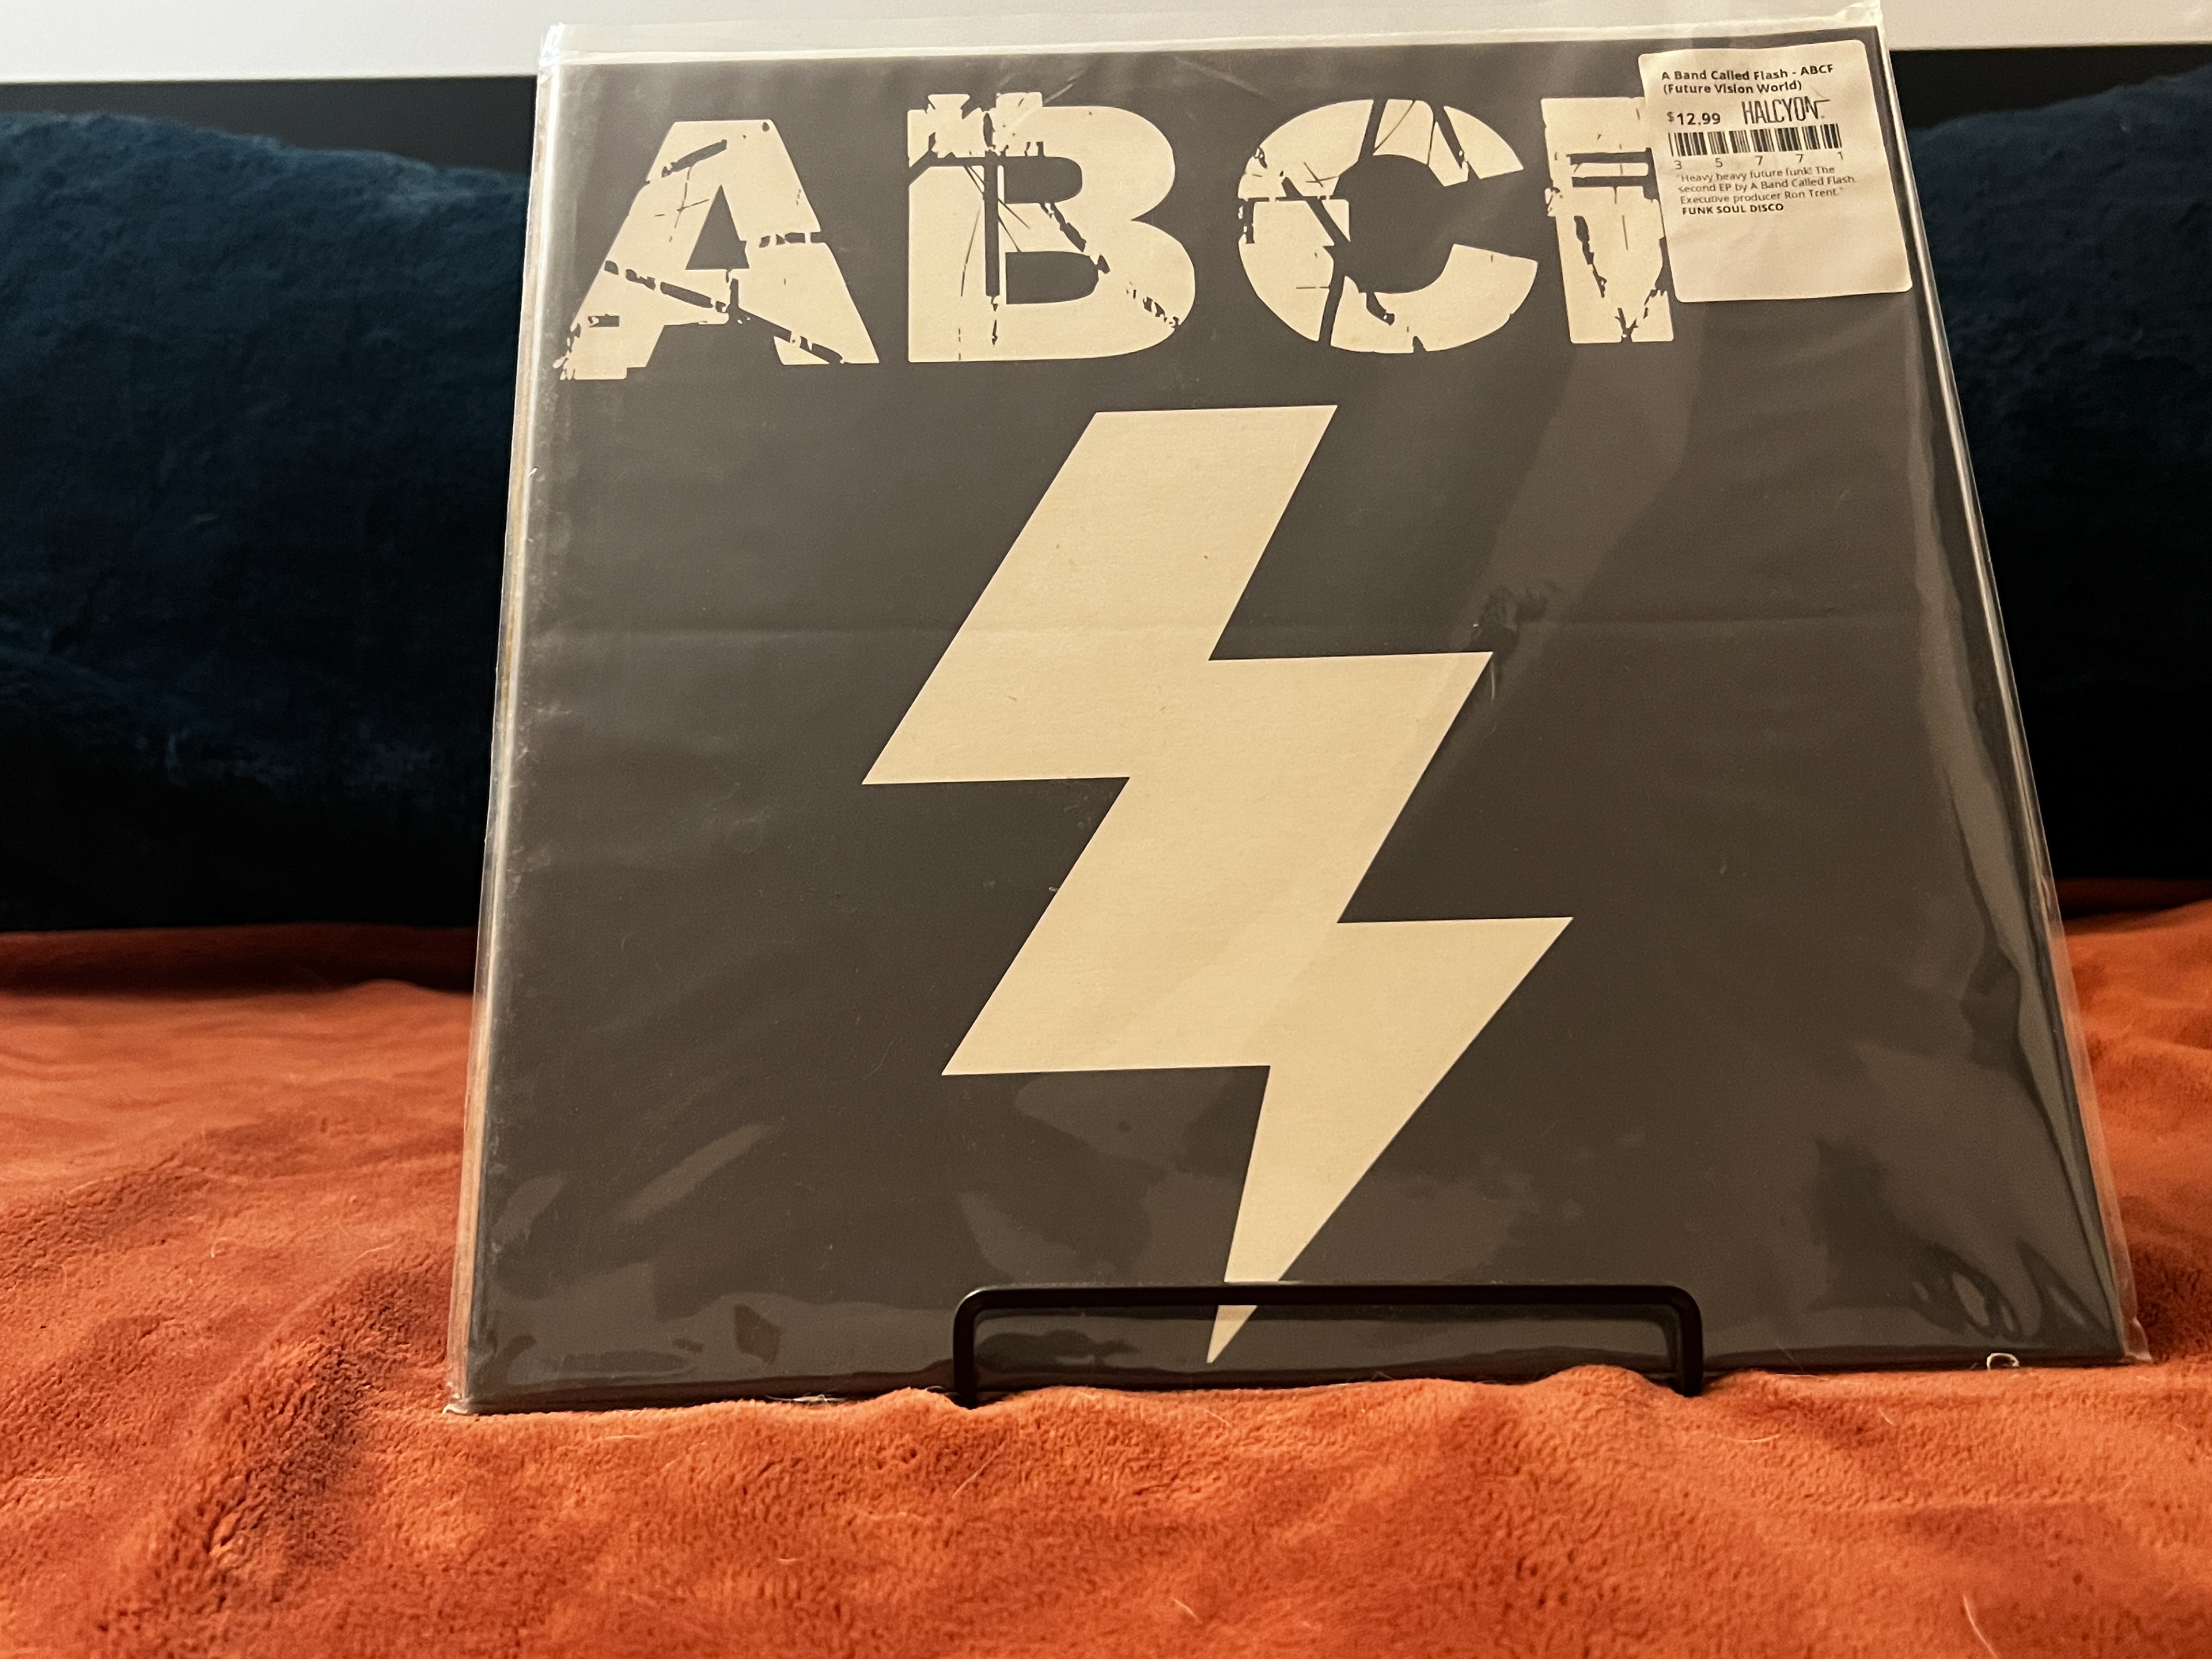 ABCF
A Band Called Flash - ABCF
(Future Vision World)
$12.99 HALCYON
3 5 7 7 1
"Heavy heavy future funk! The
second EP by A Band Called Flash.
Executive producer Ron Trent."
FUNK SOUL DISCO